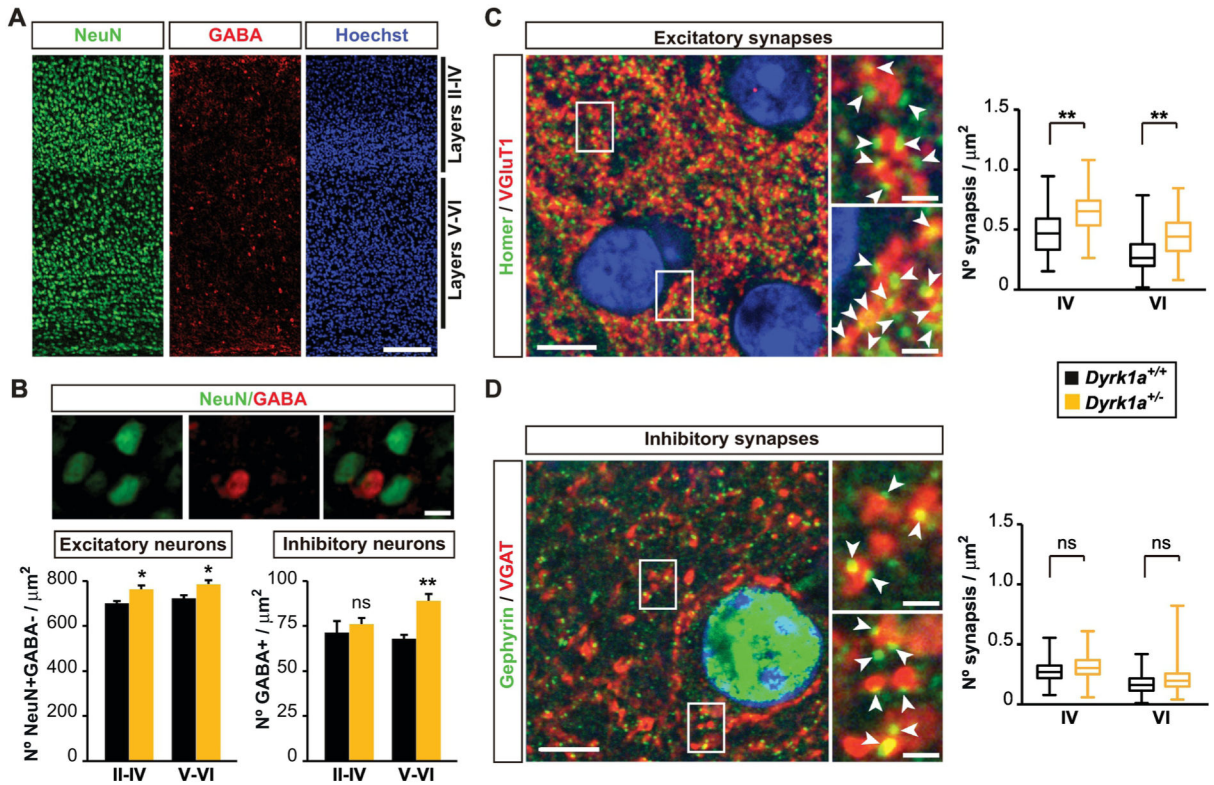 A
NeuN
GABA
Hoechst
Layers II-IV
Layers V-VI
B
NeuN/GABA
Excitatory neurons
Nº NeuN+GABA- / μm2
800
600
400
200
0
*
*
II-IV
V-VI
Inhibitory neurons
Nº GABA+ / μm2
100
75
50
25
0
ns
**
II-IV
V-VI
C
Excitatory synapses
Homer / VGluT1
Nº synapsis / μm2
1.5
1.0
0.5
0
**
**
IV
VI
Dyrk1a+/+
Dyrk1a+/-
D
Inhibitory synapses
Gephyrin / VGAT
Nº synapsis / μm2
1.5
1.0
0.5
0
ns
ns
IV
VI